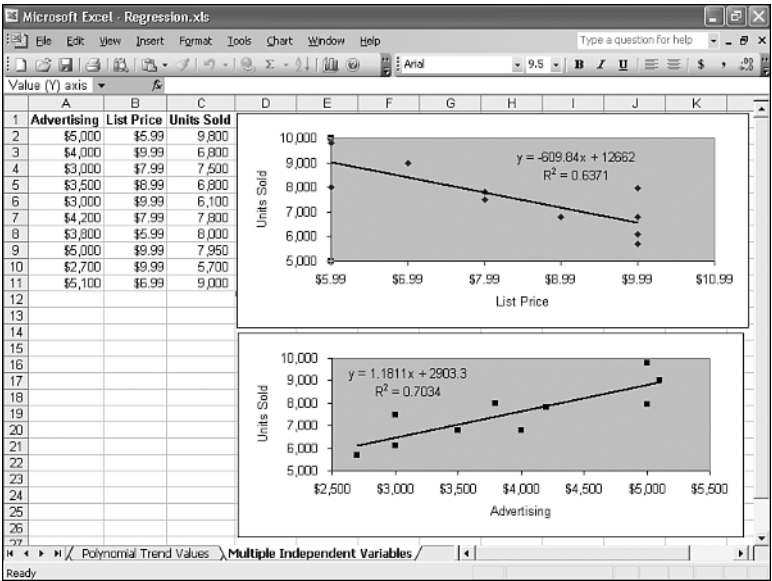 Microsoft Excel - Regression.xls
File Edit View Insert Format Tools Chart Window Help Type a question for help
Arial 9.5 B I U $ ,
Value (Y) axis fx
A B C D E F G H I J K
1 Advertising List Price Units Sold
2 $5,000 $5.99 9,800
3 $4,000 $9.99 6,800
4 $3,000 $7.99 7,500
5 $3,500 $8.99 6,800
6 $3,000 $9.99 6,100
7 $4,200 $7.99 7,800
8 $3,800 $5.99 8,000
9 $5,000 $9.99 7,950
10 $2,700 $9.99 5,700
11 $5,100 $6.99 9,000
12
13
14
15
16
17
18
19
20
21
22
23
24
25
26
27
10,000
9,000
8,000
7,000
6,000
5,000
Units Sold
y = -609.84x + 12662
R² = 0.6371
$5.99 $6.99 $7.99 $8.99 $9.99 $10.99
List Price
10,000
9,000
8,000
7,000
6,000
5,000
Units Sold
y = 1.1811x + 2903.3
R² = 0.7034
$2,500 $3,000 $3,500 $4,000 $4,500 $5,000 $5,500
Advertising
Polynomial Trend Values Multiple Independent Variables
Ready